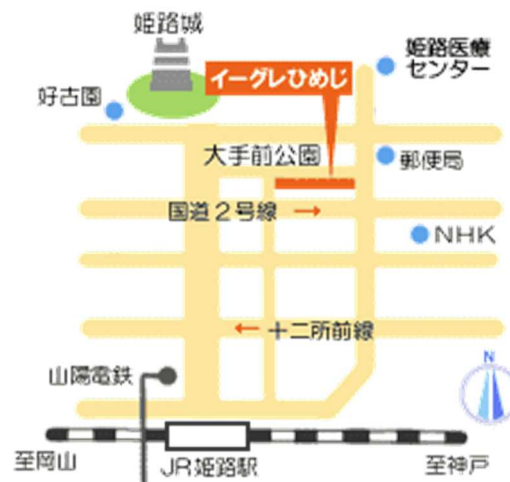 姫路城
姫路医療
センター
イーグレひめじ
好古園
大手前公園
郵便局
国道2号線 →
NHK
← 十二所前線
山陽電鉄
N
至岡山
JR姫路駅
至神戸